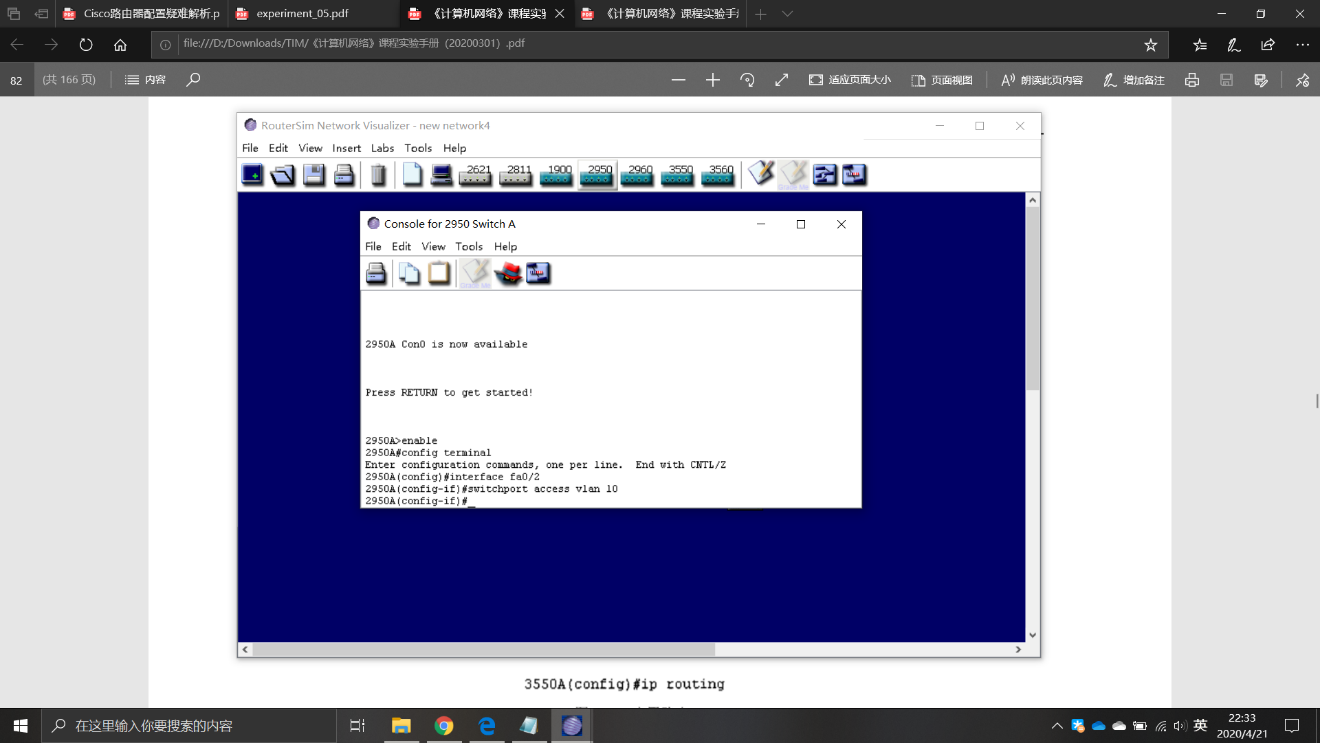 Cisco路由器配置疑难解析.p
experiment_05.pdf
《计算机网络》课程实验
《计算机网络》课程实验手册
file:///D:/Downloads/TIM/《计算机网络》课程实验手册（20200301）.pdf
82
(共 166 页)
内容
适应页面大小
页面视图
朗读此页内容
增加备注
RouterSim Network Visualizer - new network4
File Edit View Insert Labs Tools Help
2621 2811 1900 2950 2960 3550 3560
Console for 2950 Switch A
File Edit View Tools Help
2950A Con0 is now available
Press RETURN to get started!
2950A>enable
2950A#config terminal
Enter configuration commands, one per line.  End with CNTL/Z
2950A(config)#interface fa0/2
2950A(config-if)#switchport access vlan 10
2950A(config-if)#_
3550A(config)#ip routing
在这里输入你要搜索的内容
英
22:33
2020/4/21